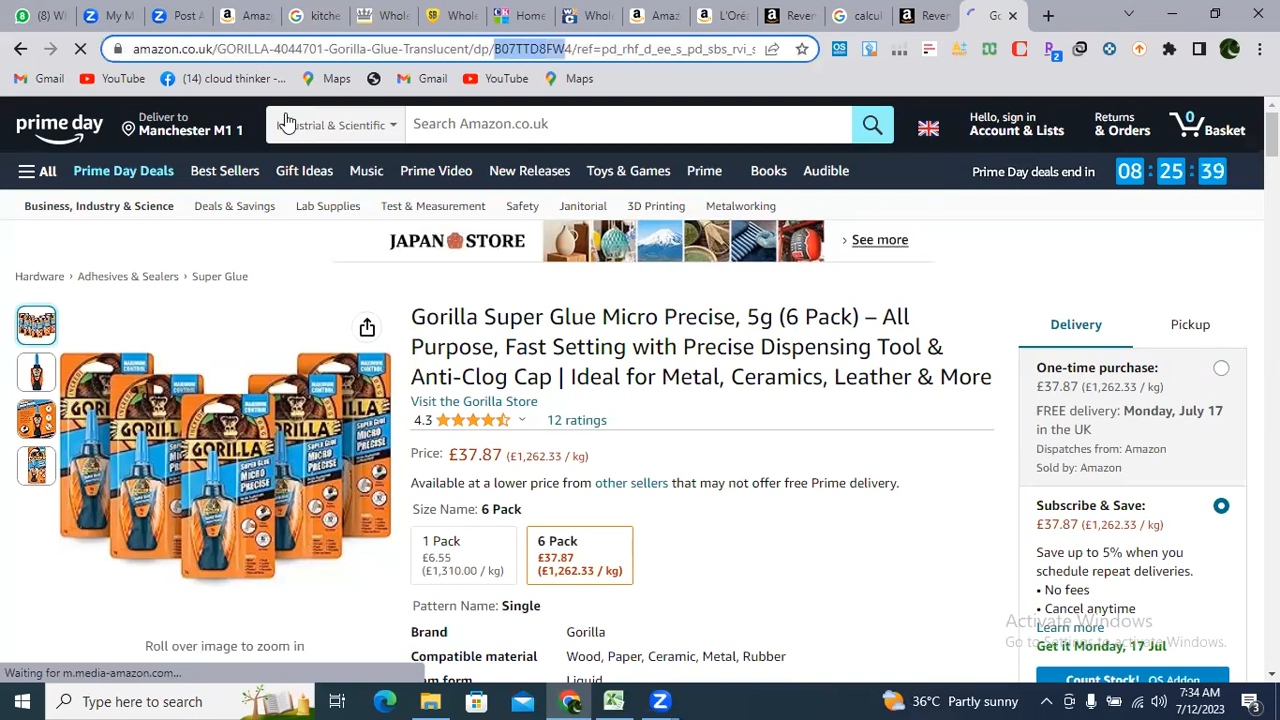 (8) Wi
My M
Post A
Amaz
kitche
Whole
Whole
Home
Whole
Amaz
L'Oré
Rever
calcul
Rever
Go
amazon.co.uk/GORILLA-4044701-Gorilla-Glue-Translucent/dp/B07TTD8FW4/ref=pd_rhf_d_ee_s_pd_sbs_rvi_s
Gmail
YouTube
(14) cloud thinker -...
Maps
Gmail
YouTube
Maps
prime day
Deliver to
Manchester M1 1
Industrial & Scientific
Search Amazon.co.uk
Hello, sign in
Account & Lists
Returns
& Orders
0
Basket
All
Prime Day Deals
Best Sellers
Gift Ideas
Music
Prime Video
New Releases
Toys & Games
Prime
Books
Audible
Prime Day deals end in
08 : 25 : 39
Business, Industry & Science
Deals & Savings
Lab Supplies
Test & Measurement
Safety
Janitorial
3D Printing
Metalworking
JAPAN STORE
› See more
Hardware › Adhesives & Sealers › Super Glue
Gorilla Super Glue Micro Precise, 5g (6 Pack) – All
Purpose, Fast Setting with Precise Dispensing Tool &
Anti-Clog Cap | Ideal for Metal, Ceramics, Leather & More
Visit the Gorilla Store
4.3
12 ratings
Price: £37.87 (£1,262.33 / kg)
Available at a lower price from other sellers that may not offer free Prime delivery.
Size Name: 6 Pack
1 Pack
£6.55
(£1,310.00 / kg)
6 Pack
£37.87
(£1,262.33 / kg)
Pattern Name: Single
Brand Gorilla
Compatible material Wood, Paper, Ceramic, Metal, Rubber
Liquid
GORILLA
SUPER GLUE
MICRO
PRECISE
Roll over image to zoom in
Delivery
Pickup
One-time purchase:
£37.87 (£1,262.33 / kg)
FREE delivery: Monday, July 17
in the UK
Dispatches from: Amazon
Sold by: Amazon
Subscribe & Save:
£37.87 (£1,262.33 / kg)
Save up to 5% when you
schedule repeat deliveries.
• No fees
• Cancel anytime
Learn more
Get it Monday, 17 Jul
Count Stock! OS Addon
Activate Windows
Go to Settings to activate Windows.
Waiting for m.media-amazon.com...
Type here to search
36°C Partly sunny
7:34 AM
7/12/2023
3